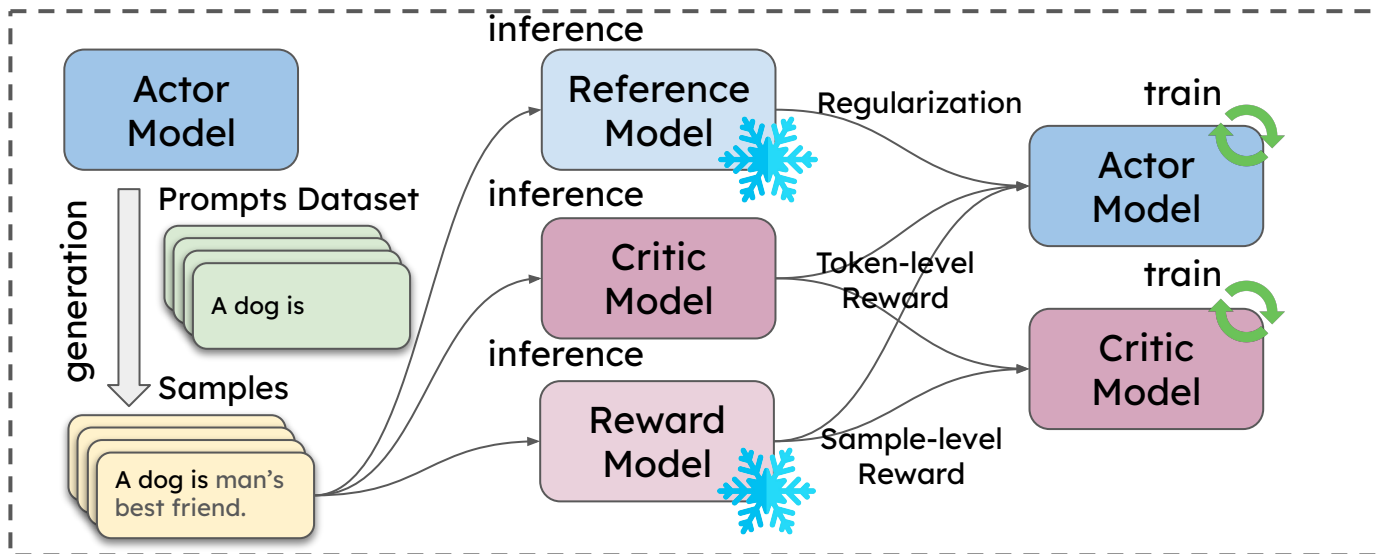 Actor
Model
generation
Prompts Dataset
A dog is
Samples
A dog is man's
best friend.
inference
Reference
Model
inference
Critic
Model
inference
Reward
Model
Regularization
Token-level
Reward
Sample-level
Reward
train
Actor
Model
train
Critic
Model